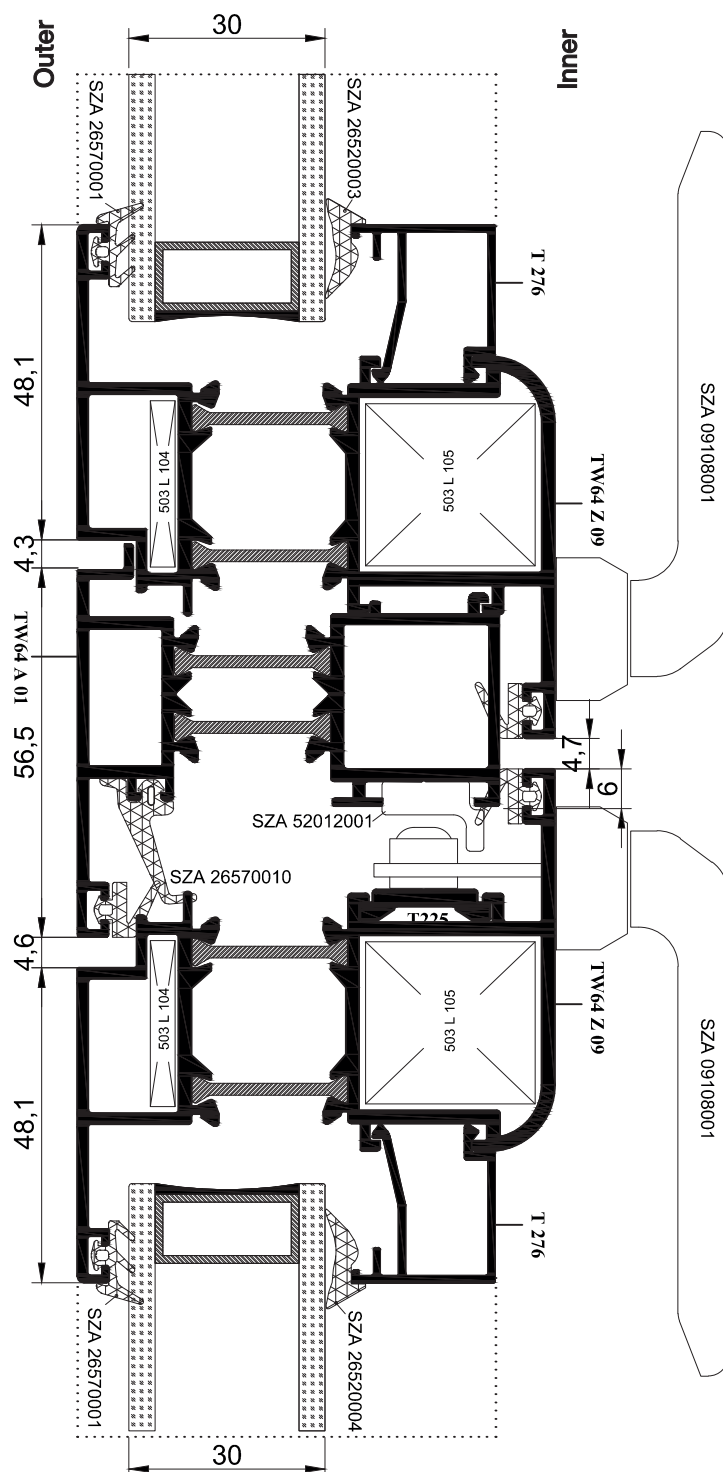 30
Outer
Inner
SZA 26570001
SZA 26520003
T 276
48,1
SZA 09108001
503 L 104
503 L 105
TW64 Z 09
4,3
TW64 A 01
56,5
4,7
6
SZA 52012001
SZA 26570010
T225
4,6
503 L 104
503 L 105
TW64 Z 09
SZA 09108001
48,1
T 276
SZA 26570001
SZA 26520004
30